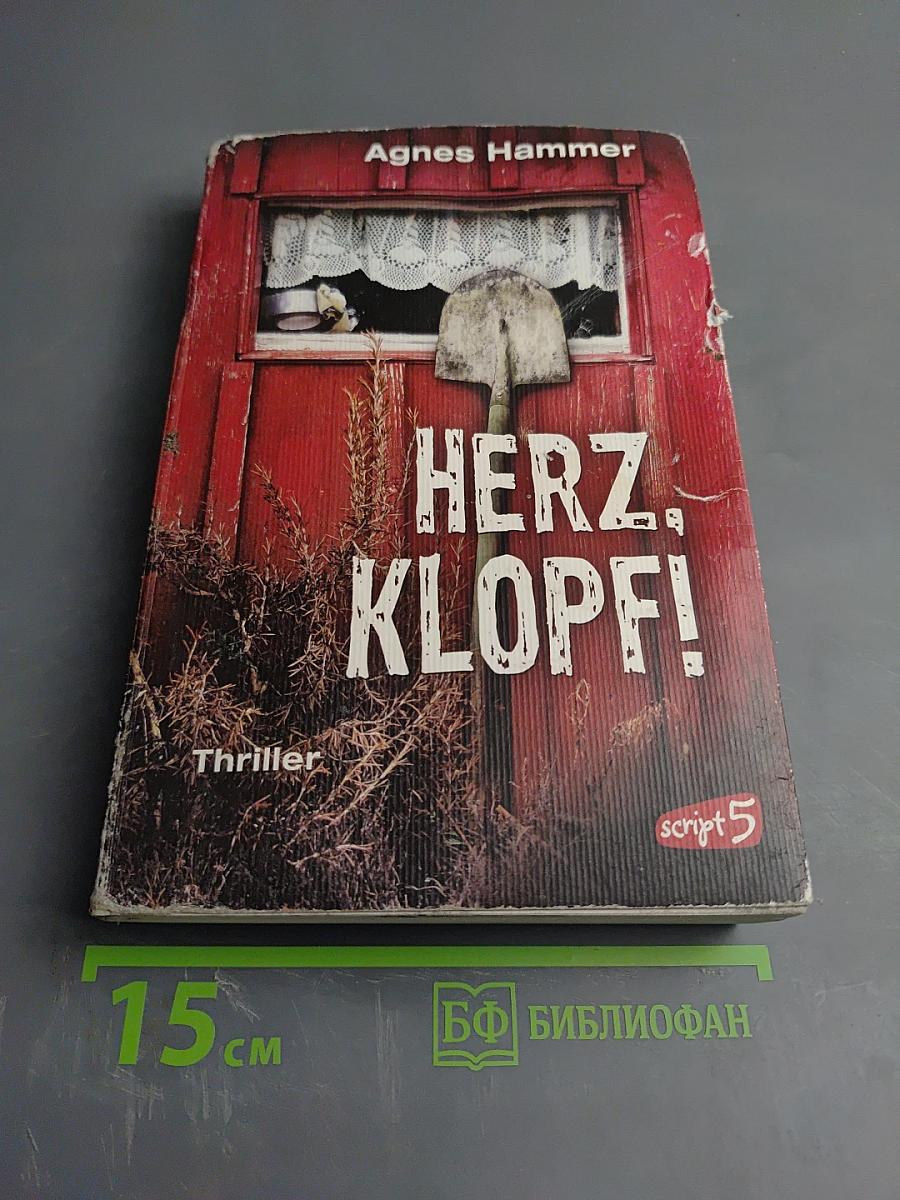 Agnes Hammer
HERZ,
KLOPF!
Thriller
script 5
15 см
БФ БИБЛИОФАН